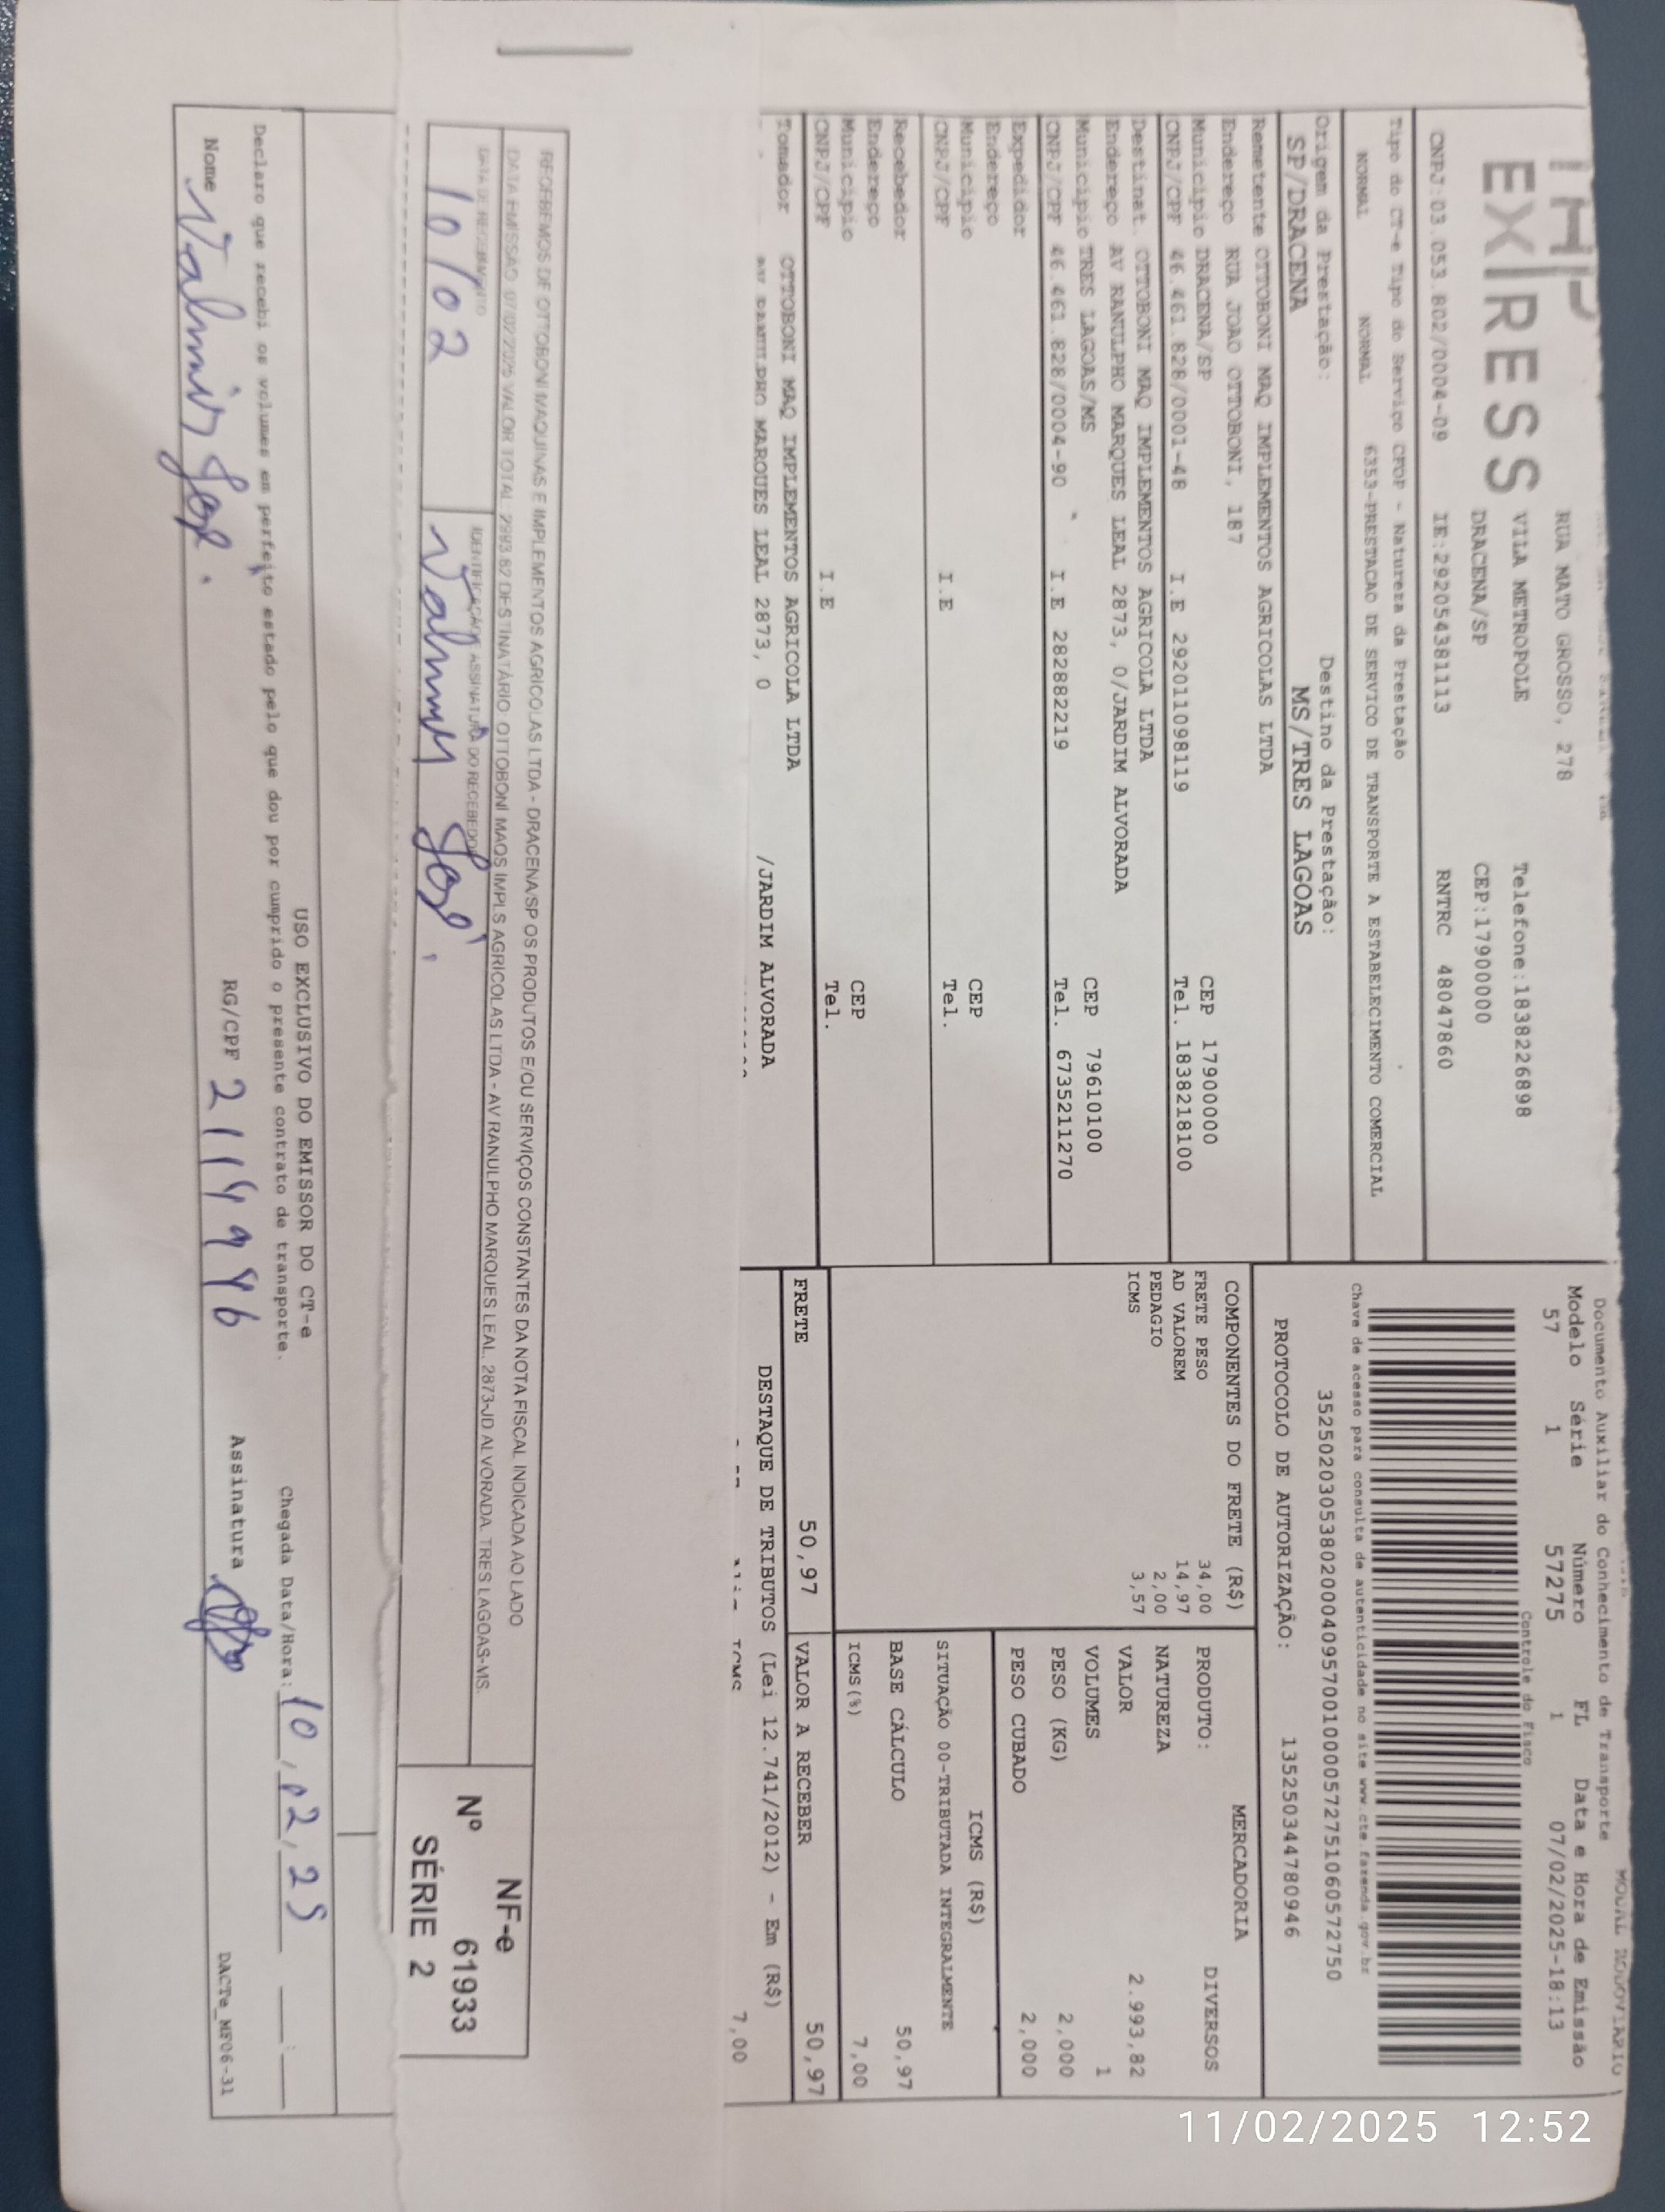 EXPRESS
RUA MATO GROSSO, 278
VILA METROPOLE Telefone:1838226898
DRACENA/SP CEP:17900000
CNPJ:03.053.802/0004-09 IE:292054381113 RNTRC 48047860
Tipo do CT-e Tipo do Serviço CFOP - Natureza da Prestação
NORMAL NORMAL 6353-PRESTACAO DE SERVICO DE TRANSPORTE A ESTABELECIMENTO COMERCIAL
Origem da Prestação: Destino da Prestação:
SP/DRACENA MS/TRES LAGOAS
Remetente OTTOBONI MAQ IMPLEMENTOS AGRICOLAS LTDA
Endereço RUA JOAO OTTOBONI, 187
Municipio DRACENA/SP CEP 17900000
CNPJ/CPF 46.461.828/0001-48 I.E 292011098119 Tel. 1838218100
Destinat. OTTOBONI MAQ IMPLEMENTOS AGRICOLA LTDA
Endereço AV RANULPHO MARQUES LEAL 2873, 0/JARDIM ALVORADA
Municipio TRES LAGOAS/MS CEP 79610100
CNPJ/CPF 46.461.828/0004-90 I.E 282882219 Tel. 6735211270
Expedidor
Endereço
Municipio CEP
CNPJ/CPF I.E Tel.
Recebedor
Endereço
Municipio CEP
CNPJ/CPF I.E Tel.
Tomador OTTOBONI MAQ IMPLEMENTOS AGRICOLA LTDA
MARQUES LEAL 2873, 0 /JARDIM ALVORADA
MODAL RODOVIARIO
Documento Auxiliar do Conhecimento de Transporte
Modelo Série Número FL Data e Hora de Emissão
57 1 57275 1 07/02/2025-18:13
Controle do Fisco
Chave de acesso para consulta de autenticidade no site www.cte.fazenda.gov.br
35250203053802000409570010000572751060572750
PROTOCOLO DE AUTORIZAÇÃO: 135250344780946
COMPONENTES DO FRETE (R$)
FRETE PESO 34,00
AD VALOREM 14,97
PEDAGIO 2,00
ICMS 3,57
MERCADORIA
PRODUTO: DIVERSOS
NATUREZA
VALOR 2.993,82
VOLUMES 1
PESO (KG) 2,000
PESO CUBADO 2,000
ICMS (R$)
SITUAÇÃO 00-TRIBUTADA INTEGRALMENTE
BASE CÁLCULO 50,97
ICMS(%) 7,00
FRETE 50,97 VALOR A RECEBER 50,97
DESTAQUE DE TRIBUTOS (Lei 12.741/2012) - Em (R$)
ICMS 7,00
RECEBEMOS DE OTTOBONI MAQUINAS E IMPLEMENTOS AGRICOLAS LTDA - DRACENA/SP OS PRODUTOS E/OU SERVIÇOS CONSTANTES DA NOTA FISCAL INDICADA AO LADO
DATA EMISSÃO: 07/02/2025 VALOR TOTAL: 2993,82 DESTINATÁRIO: OTTOBONI MAQS IMPLS AGRICOLAS LTDA - AV RANULPHO MARQUES LEAL, 2873-JD ALVORADA, TRES LAGOAS-MS.
DATA DE RECEBIMENTO IDENTIFICAÇÃO E ASSINATURA DO RECEBEDOR
10/02 Valmir José.
NF-e
Nº 61933
SÉRIE 2
USO EXCLUSIVO DO EMISSOR DO CT-e
Declaro que recebi os volumes em perfeito estado pelo que dou por cumprido o presente contrato de transporte. Chegada Data/Hora: 10/02/25
Nome Valmir José. RG/CPF Assinatura
DACTe_MF06-31
11/02/2025 12:52